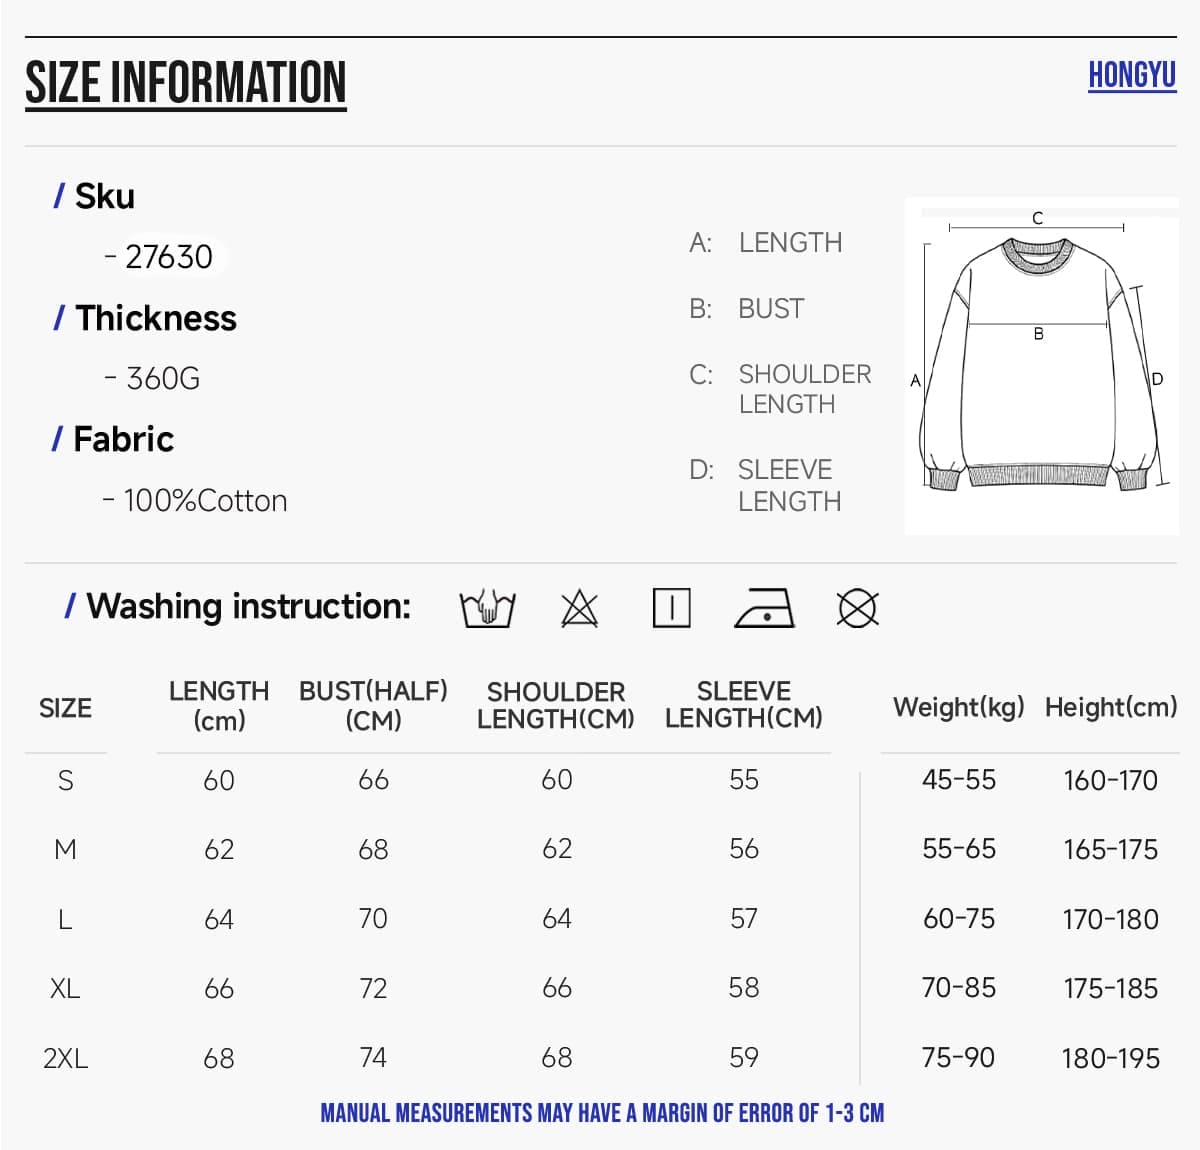 SIZE INFORMATION
HONGYU
/ Sku
- 27630
/ Thickness
- 360G
/ Fabric
- 100%Cotton
A: LENGTH
B: BUST
C: SHOULDER
LENGTH
D: SLEEVE
LENGTH
C
B
A
D
/ Washing instruction:
SIZE LENGTH (cm) BUST(HALF) (CM) SHOULDER LENGTH(CM) SLEEVE LENGTH(CM) Weight(kg) Height(cm)
S 60 66 60 55 45-55 160-170
M 62 68 62 56 55-65 165-175
L 64 70 64 57 60-75 170-180
XL 66 72 66 58 70-85 175-185
2XL 68 74 68 59 75-90 180-195
MANUAL MEASUREMENTS MAY HAVE A MARGIN OF ERROR OF 1-3 CM